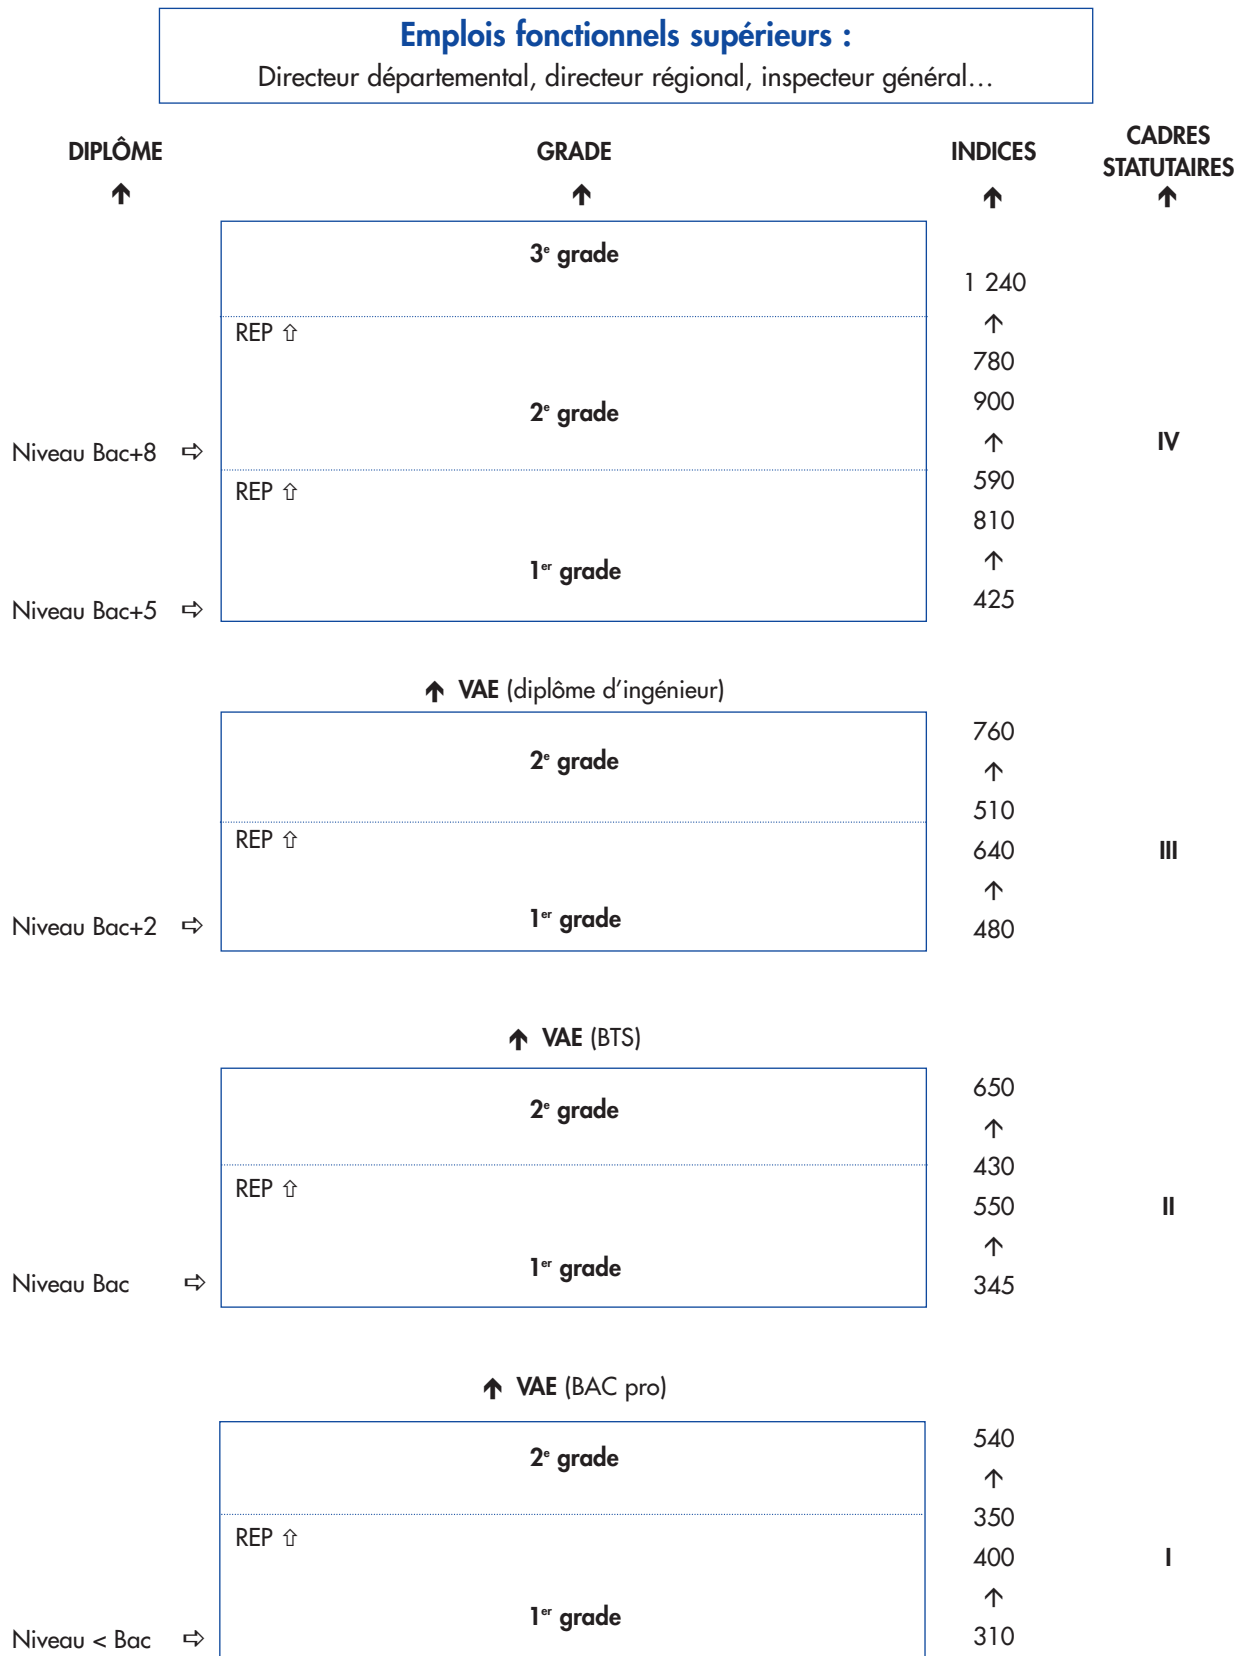 Emplois fonctionnels supérieurs :
Directeur départemental, directeur régional, inspecteur général…
DIPLÔME GRADE INDICES CADRES STATUTAIRES
3e grade
1 240
REP ⇧
780
2e grade 900
Niveau Bac+8 ⇨ IV
590
REP ⇧
810
1er grade
Niveau Bac+5 ⇨ 425
↑ VAE (diplôme d'ingénieur)
760
2e grade
510
REP ⇧
640 III
1er grade
Niveau Bac+2 ⇨ 480
↑ VAE (BTS)
650
2e grade
430
REP ⇧
550 II
1er grade
Niveau Bac ⇨ 345
↑ VAE (BAC pro)
540
2e grade
350
REP ⇧
400 I
1er grade
Niveau < Bac ⇨ 310